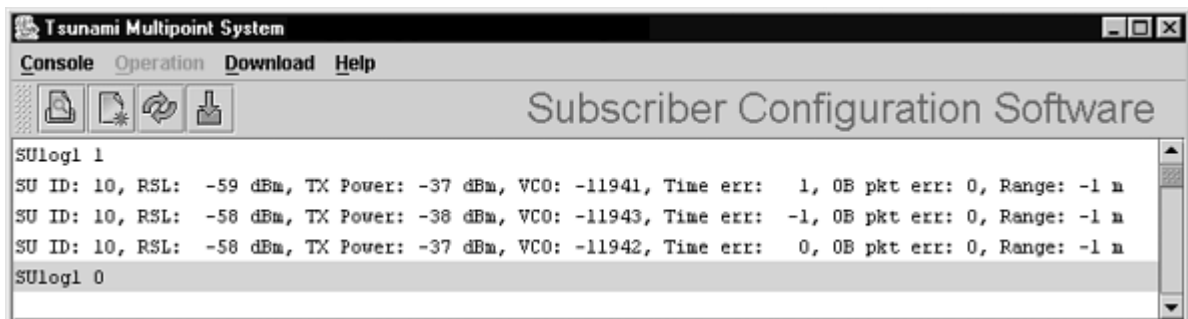 Tsunami Multipoint System
Console Operation Download Help
Subscriber Configuration Software
SUlog1 1
SU ID: 10, RSL: -59 dBm, TX Power: -37 dBm, VCO: -11941, Time err: 1, OB pkt err: 0, Range: -1 m
SU ID: 10, RSL: -58 dBm, TX Power: -38 dBm, VCO: -11943, Time err: -1, OB pkt err: 0, Range: -1 m
SU ID: 10, RSL: -58 dBm, TX Power: -37 dBm, VCO: -11942, Time err: 0, OB pkt err: 0, Range: -1 m
SUlog1 0